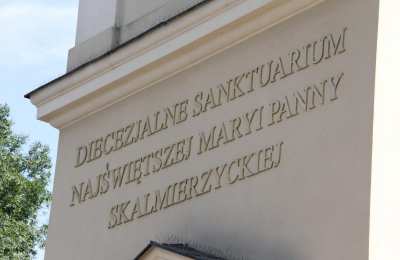 DIECEZJALNE SANKTUARIUM
NAJŚWIĘTSZEJ MARYI PANNY
SKALMIERZYCKIEJ